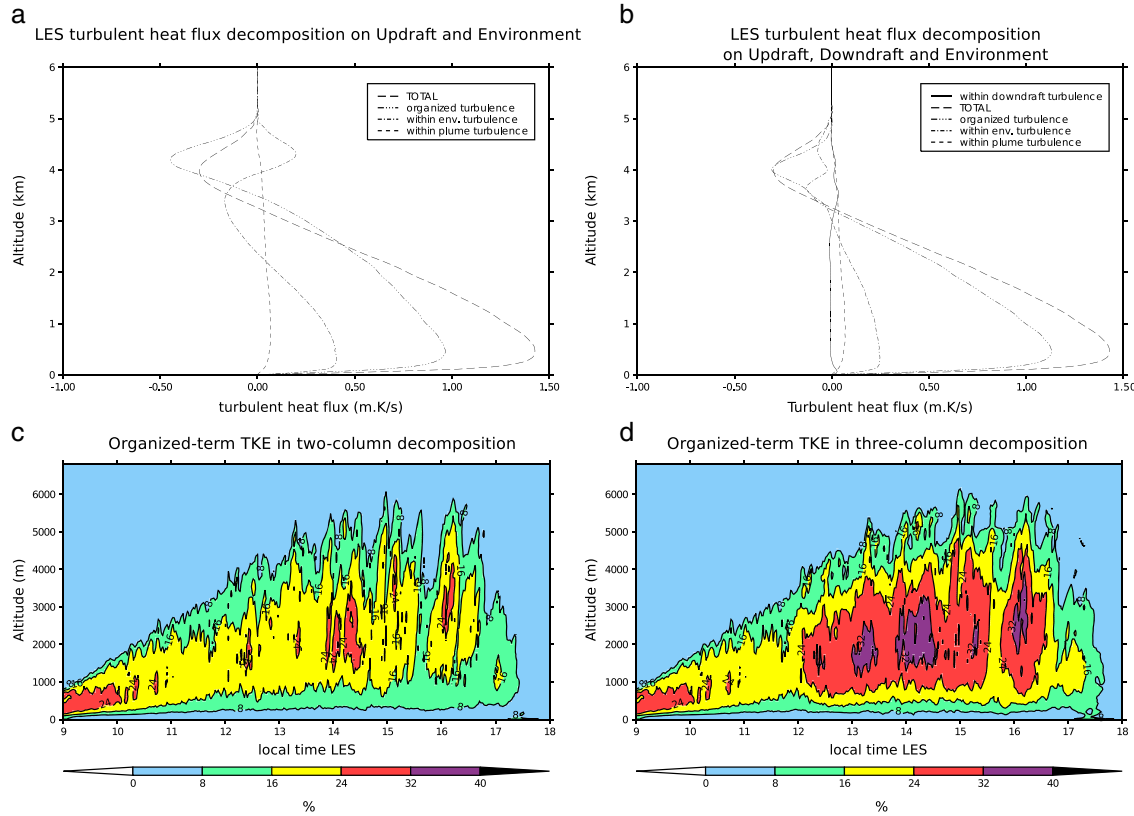 a
LES turbulent heat flux decomposition on Updraft and Environment
6
5
4
3
2
1
0
Altitude (km)
TOTAL
organized turbulence
within env. turbulence
within plume turbulence
-1.00
-0.50
0.00
0.50
1.00
1.50
turbulent heat flux (m.K/s)
b
LES turbulent heat flux decomposition
on Updraft, Downdraft and Environment
6
5
4
3
2
1
0
Altitude (km)
within downdraft turbulence
TOTAL
organized turbulence
within env. turbulence
within plume turbulence
-1.00
-0.50
0.00
0.50
1.00
1.50
Turbulent heat flux (m.K/s)
c
Organized-term TKE in two-column decomposition
6000
5000
4000
3000
2000
1000
0
Altitude (m)
9 10 11 12 13 14 15 16 17 18
local time LES
0 8 16 24 32 40
%
d
Organized-term TKE in three-column decomposition
6000
5000
4000
3000
2000
1000
0
Altitude (m)
9 10 11 12 13 14 15 16 17 18
local time LES
0 8 16 24 32 40
%